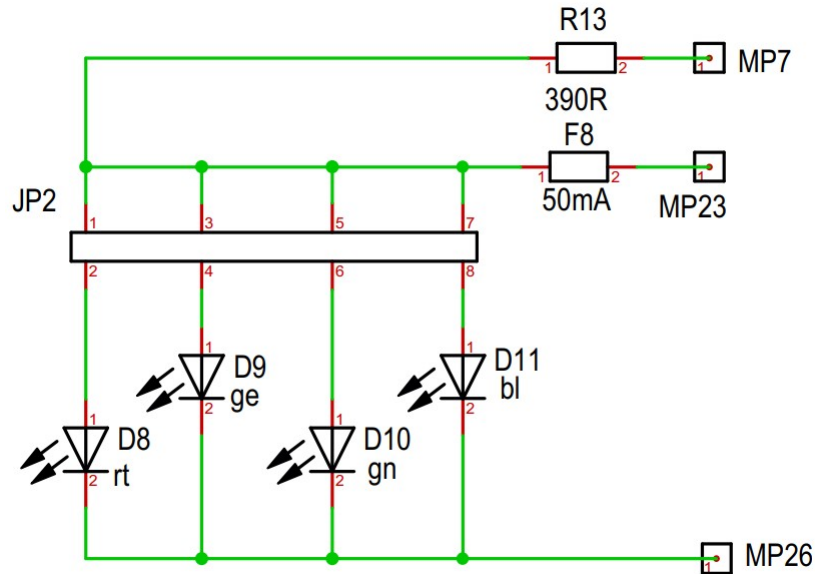 R13
1 2
1 MP7
390R
F8
1 2
1
50mA
MP23
JP2
1 3 5 7
2 4 6 8
1 1
D9 D11
ge bl
2 2
1 1
D8 D10
rt gn
2 2
1 MP26